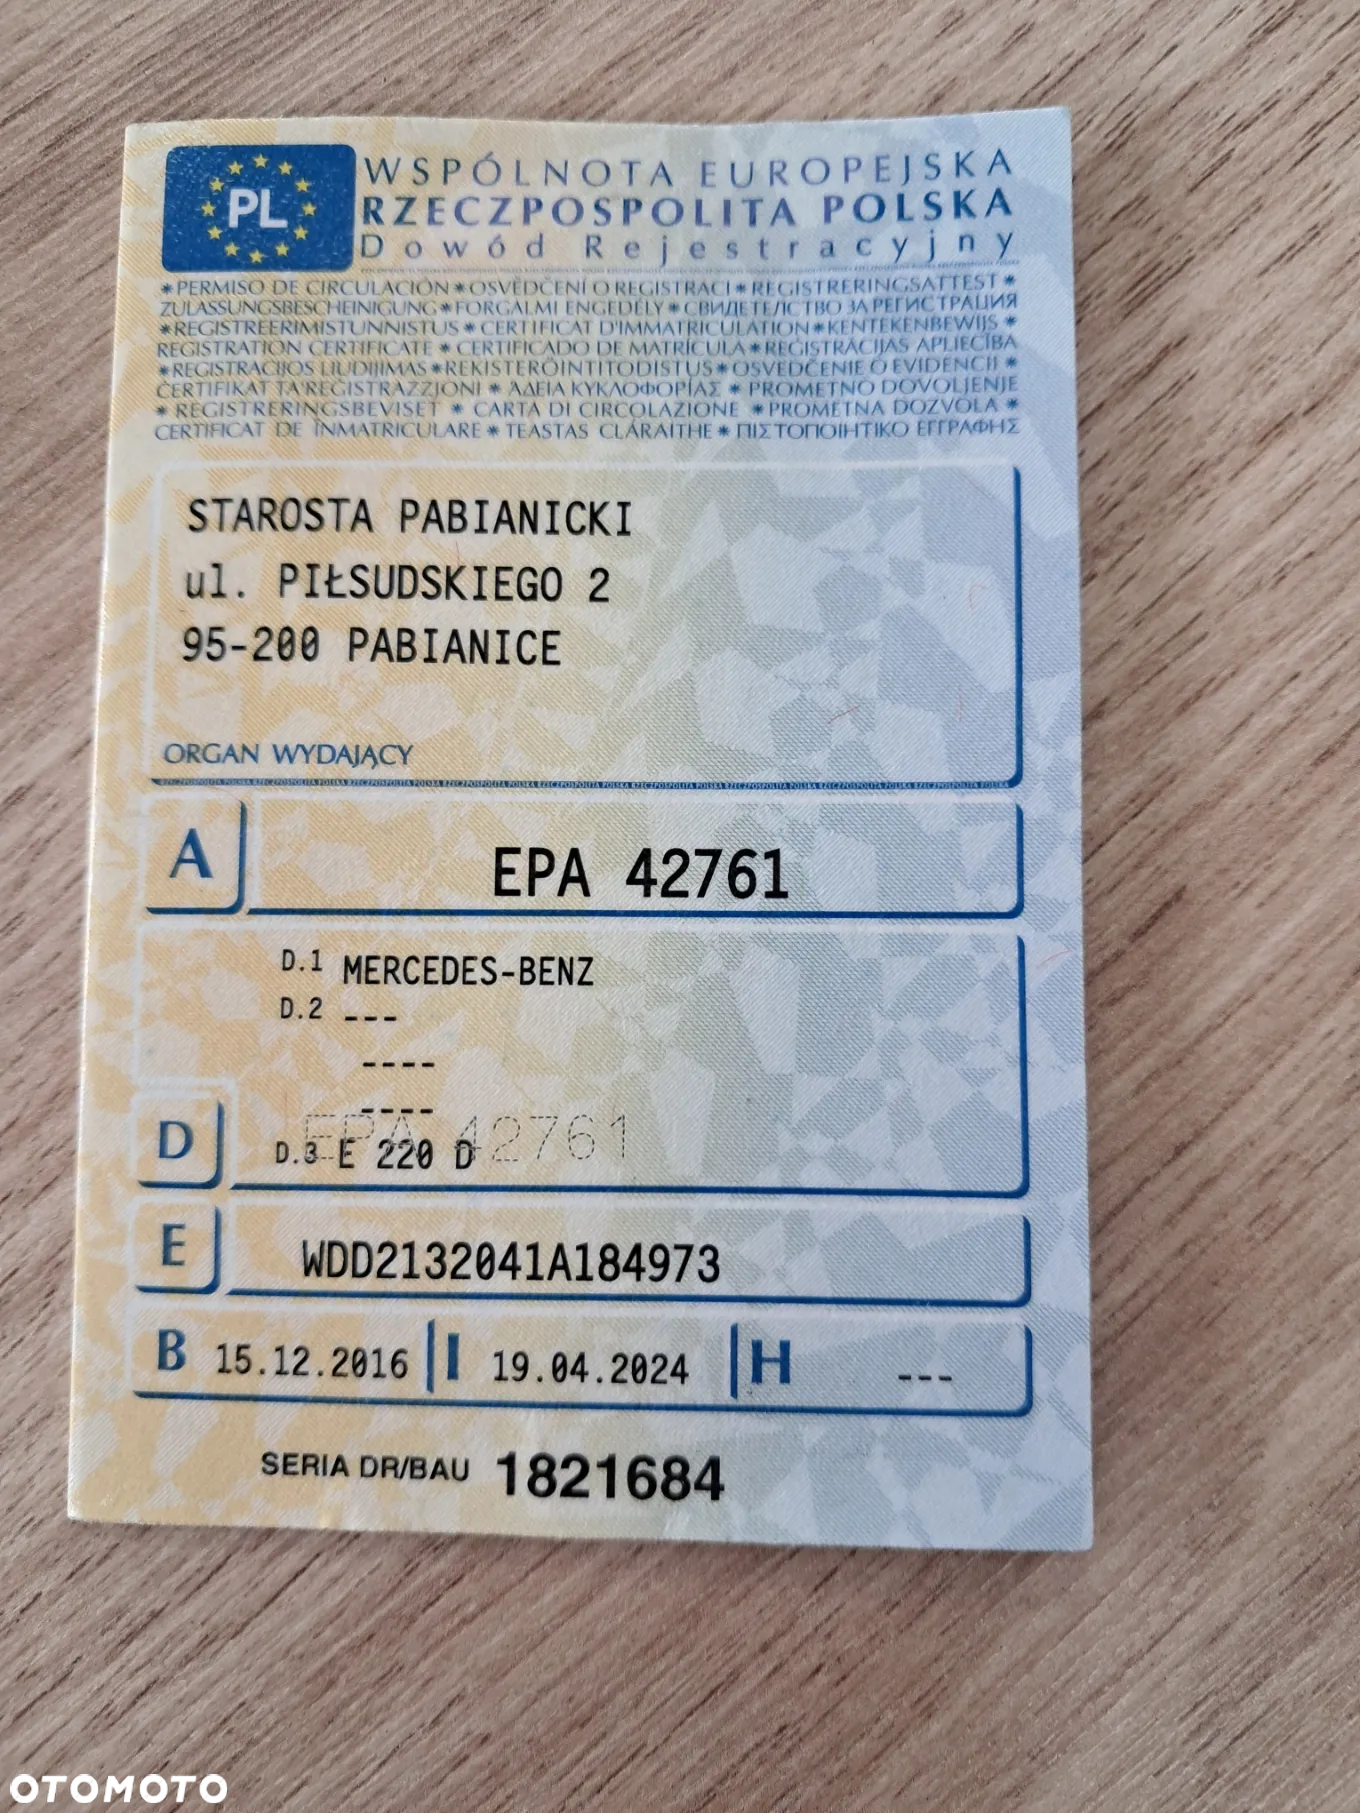 PL
WSPÓLNOTA EUROPEJSKA
RZECZPOSPOLITA POLSKA
Dowód Rejestracyjny
*PERMISO DE CIRCULACIÓN*OSVĚDČENÍ O REGISTRACI*REGISTRERINGSATTEST*
ZULASSUNGSBESCHEINIGUNG*FORGALMI ENGEDÉLY*СВИДЕТЕЛСТВО ЗА РЕГИСТРАЦИЯ
*REGISTREERIMISTUNNISTUS*CERTIFICAT D'IMMATRICULATION*KENTEKENBEWIJS*
REGISTRATION CERTIFICATE*CERTIFICADO DE MATRÍCULA*REĢISTRĀCIJAS APLIECĪBA
*REGISTRACIJOS LIUDIJIMAS*REKISTERÖINTITODISTUS*OSVEDČENIE O EVIDENCII*
ĊERTIFIKAT TA'REĠISTRAZZJONI*ΆΔΕΙΑ ΚΥΚΛΟΦΟΡΊΑΣ*PROMETNO DOVOLJENJE
*REGISTRERINGSBEVISET*CARTA DI CIRCOLAZIONE*PROMETNA DOZVOLA*
CERTIFICAT DE ÎNMATRICULARE*TEASTAS CLÁRAITHE*ΠΙΣΤΟΠΟΙΗΤΙΚΟ ΕΓΓΡΑΦΗΣ
STAROSTA PABIANICKI
ul. PIŁSUDSKIEGO 2
95-200 PABIANICE
ORGAN WYDAJĄCY
A EPA 42761
D.1 MERCEDES-BENZ
D.2 ---
----
----
EPA 42761
D D.3 E 220 D
E WDD2132041A184973
B 15.12.2016 I 19.04.2024 H ---
SERIA DR/BAU 1821684
OTOMOTO